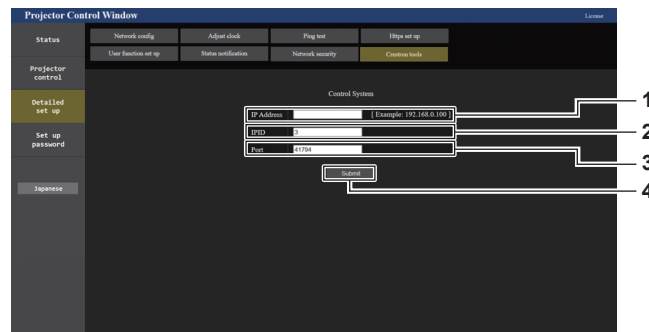 Projector Control Window License
Status
Network config Adjust clock Ping test Https set up
User function set up Status notification Network security Crestron tools
Projector
control
Detailed
set up
Set up
password
Japanese
Control System
IP Address [ Example: 192.168.0.100 ]
IPID 3
Port 41794
Submit
1
2
3
4